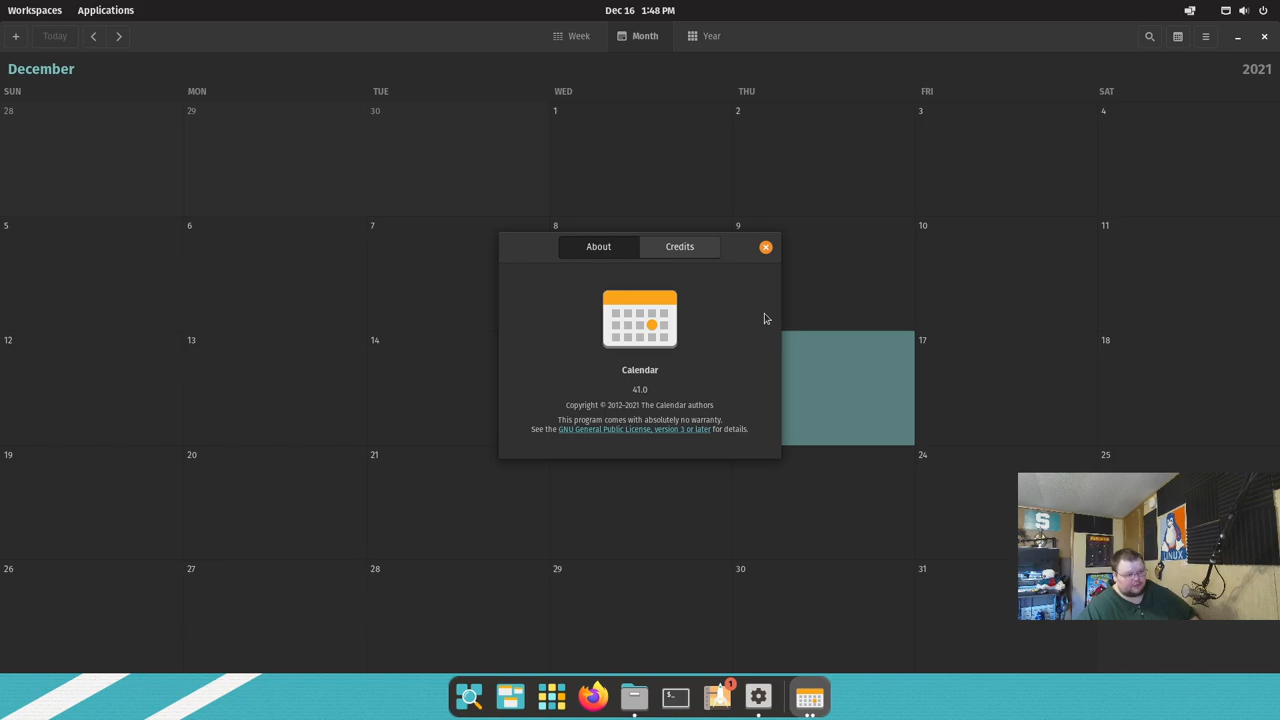 Workspaces Applications Dec 16 1:48 PM
+ Today Week Month Year
December 2021
SUN MON TUE WED THU FRI SAT
28 29 30 1 2 3 4
5 6 7 8 9 10 11
12 13 14 17 18
19 20 21 24 25
26 27 28 29 30 31
About Credits
Calendar
41.0
Copyright © 2012–2021 The Calendar authors
This program comes with absolutely no warranty.
See the GNU General Public License, version 3 or later for details.
S
LINUX
>_
1